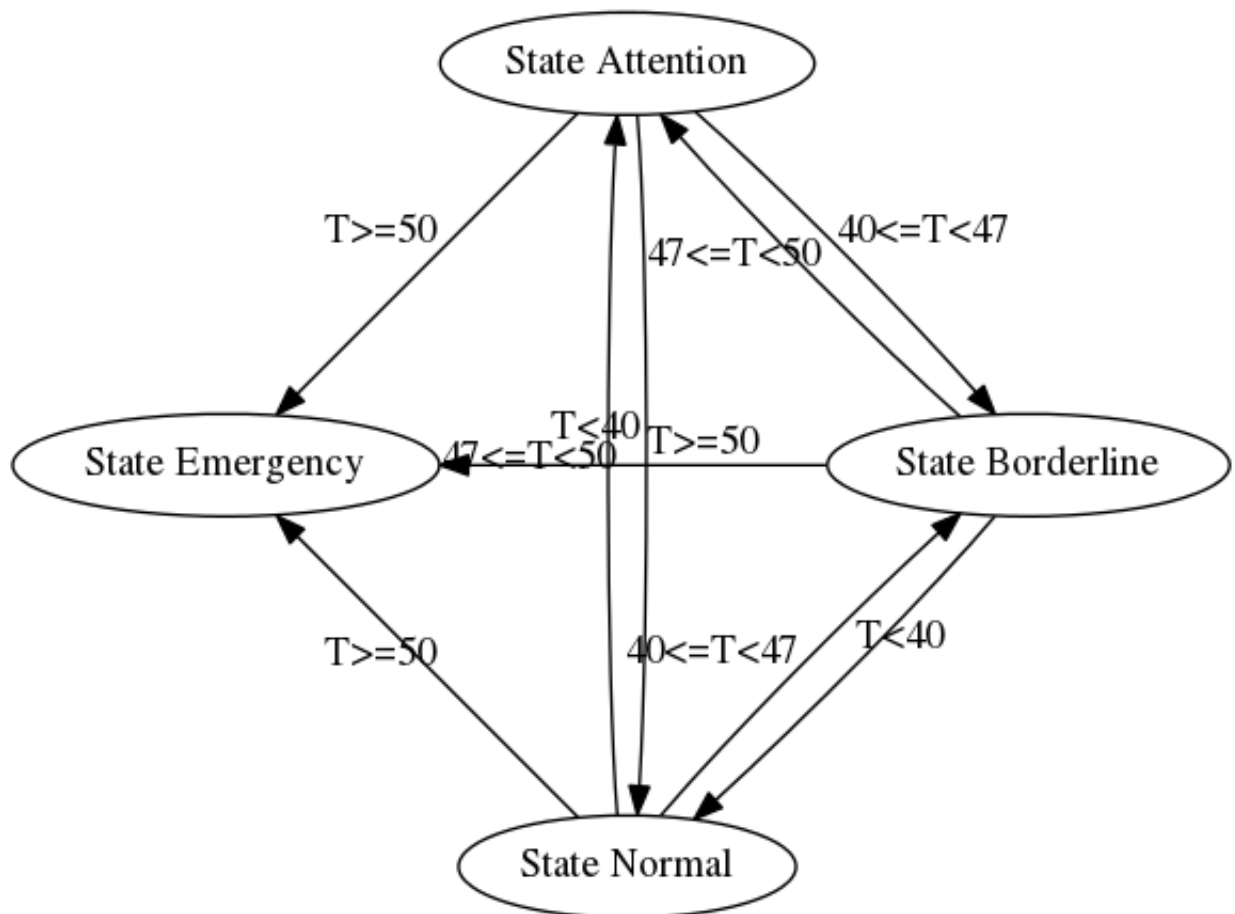 State Attention
T>=50
40<=T<47
47<=T<50
T<40
T>=50
47<=T<50
State Emergency
State Borderline
T>=50
40<=T<47
T<40
State Normal